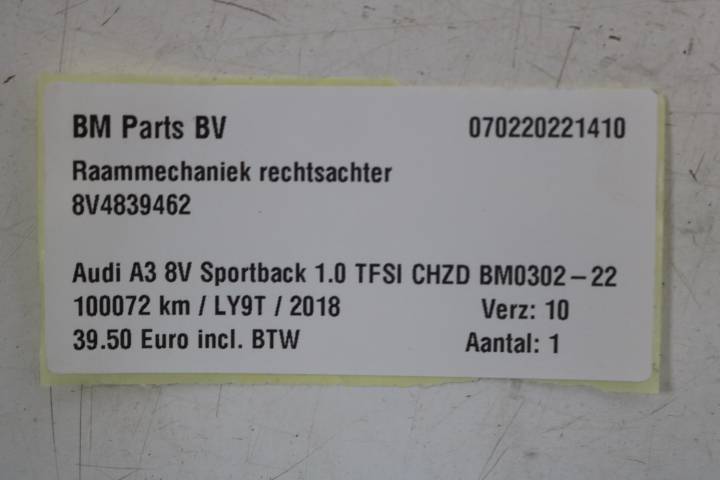 BM Parts BV 070220221410
Raammechaniek rechtsachter
8V4839462
Audi A3 8V Sportback 1.0 TFSI CHZD BM0302-22
100072 km / LY9T / 2018 Verz: 10
39.50 Euro incl. BTW Aantal: 1